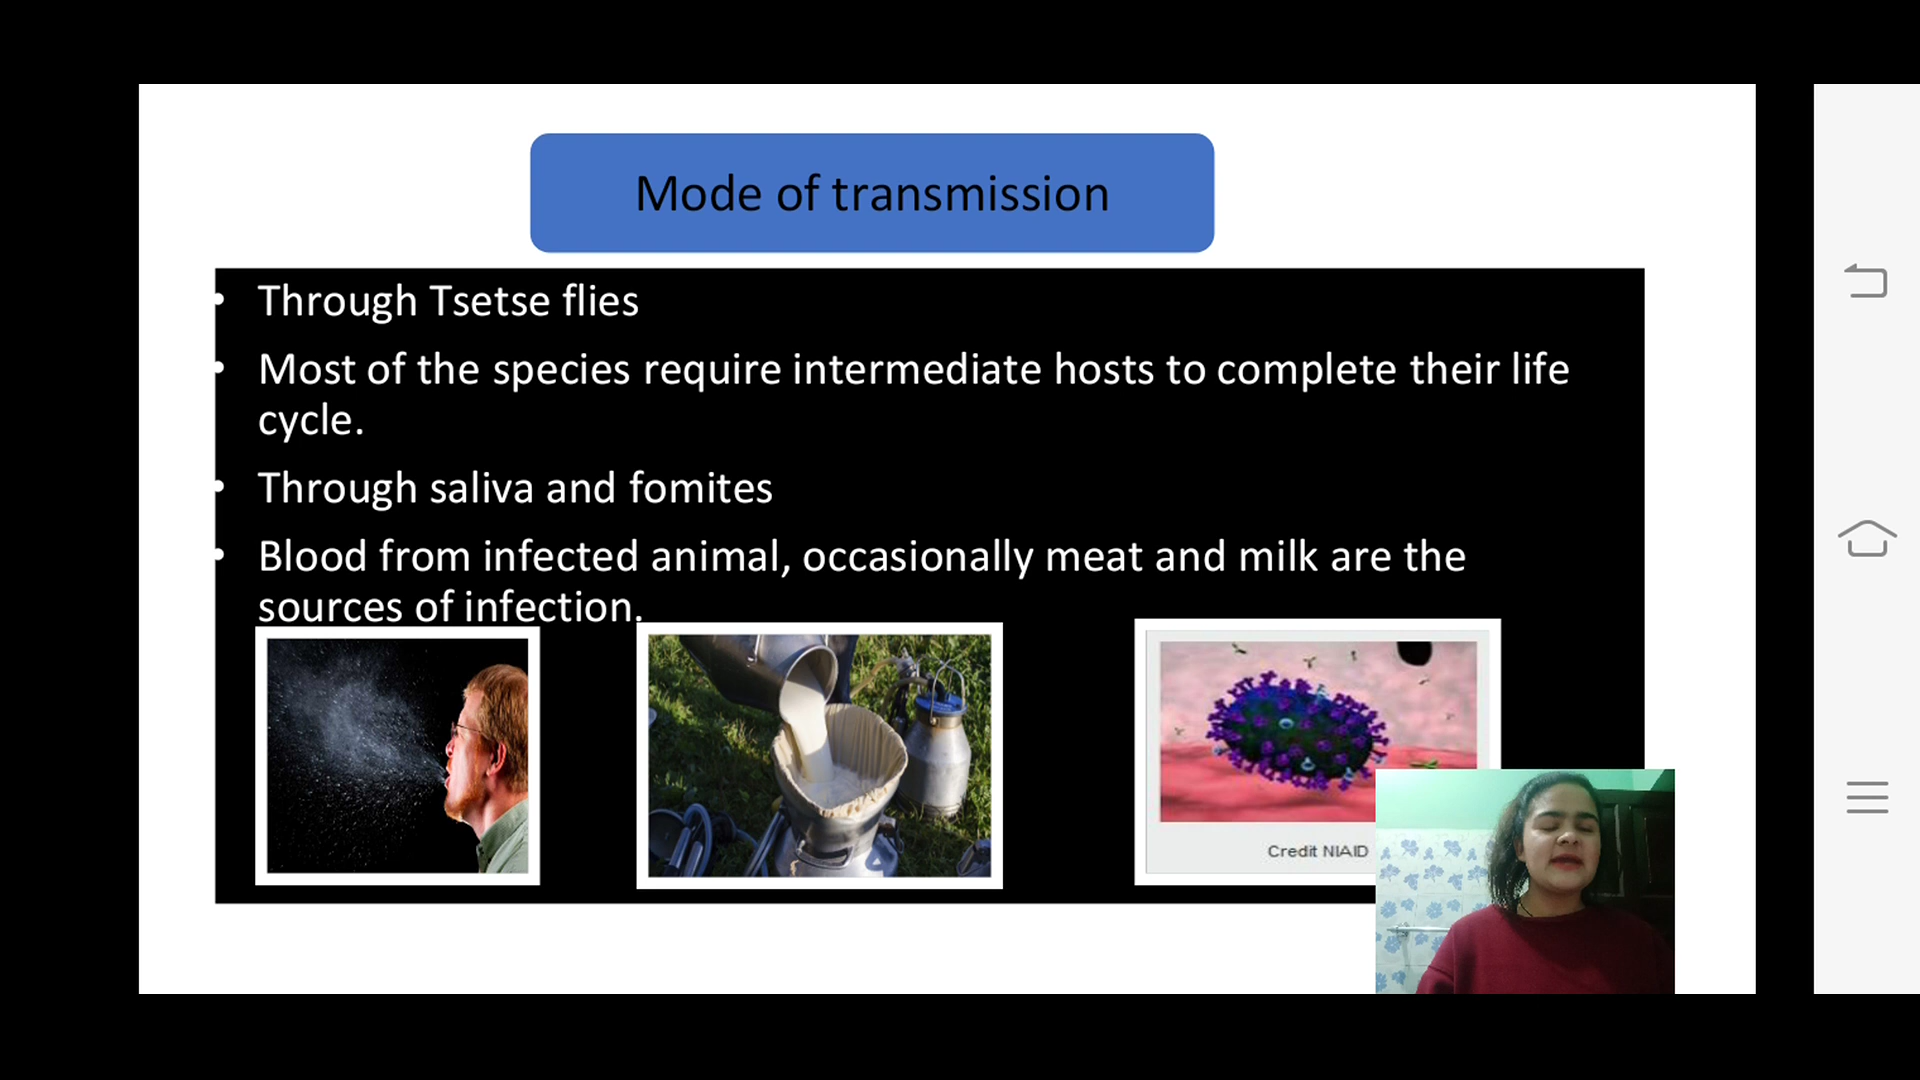 Mode of transmission
• Through Tsetse flies
• Most of the species require intermediate hosts to complete their life
cycle.
• Through saliva and fomites
• Blood from infected animal, occasionally meat and milk are the
sources of infection.
Credit NIAID